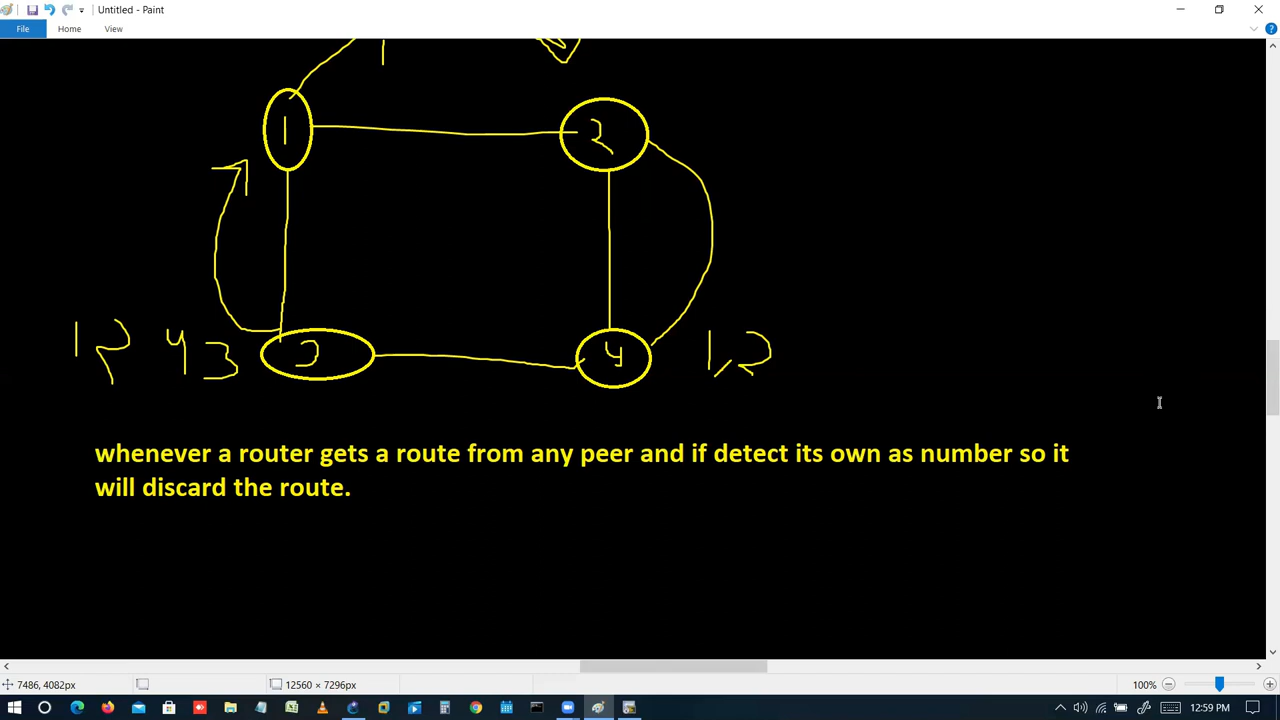 Untitled - Paint
File Home View
1 2
1 2 4 3 3 4 1,2
whenever a router gets a route from any peer and if detect its own as number so it
will discard the route.
7486, 4082px 12560 × 7296px 100%
12:59 PM